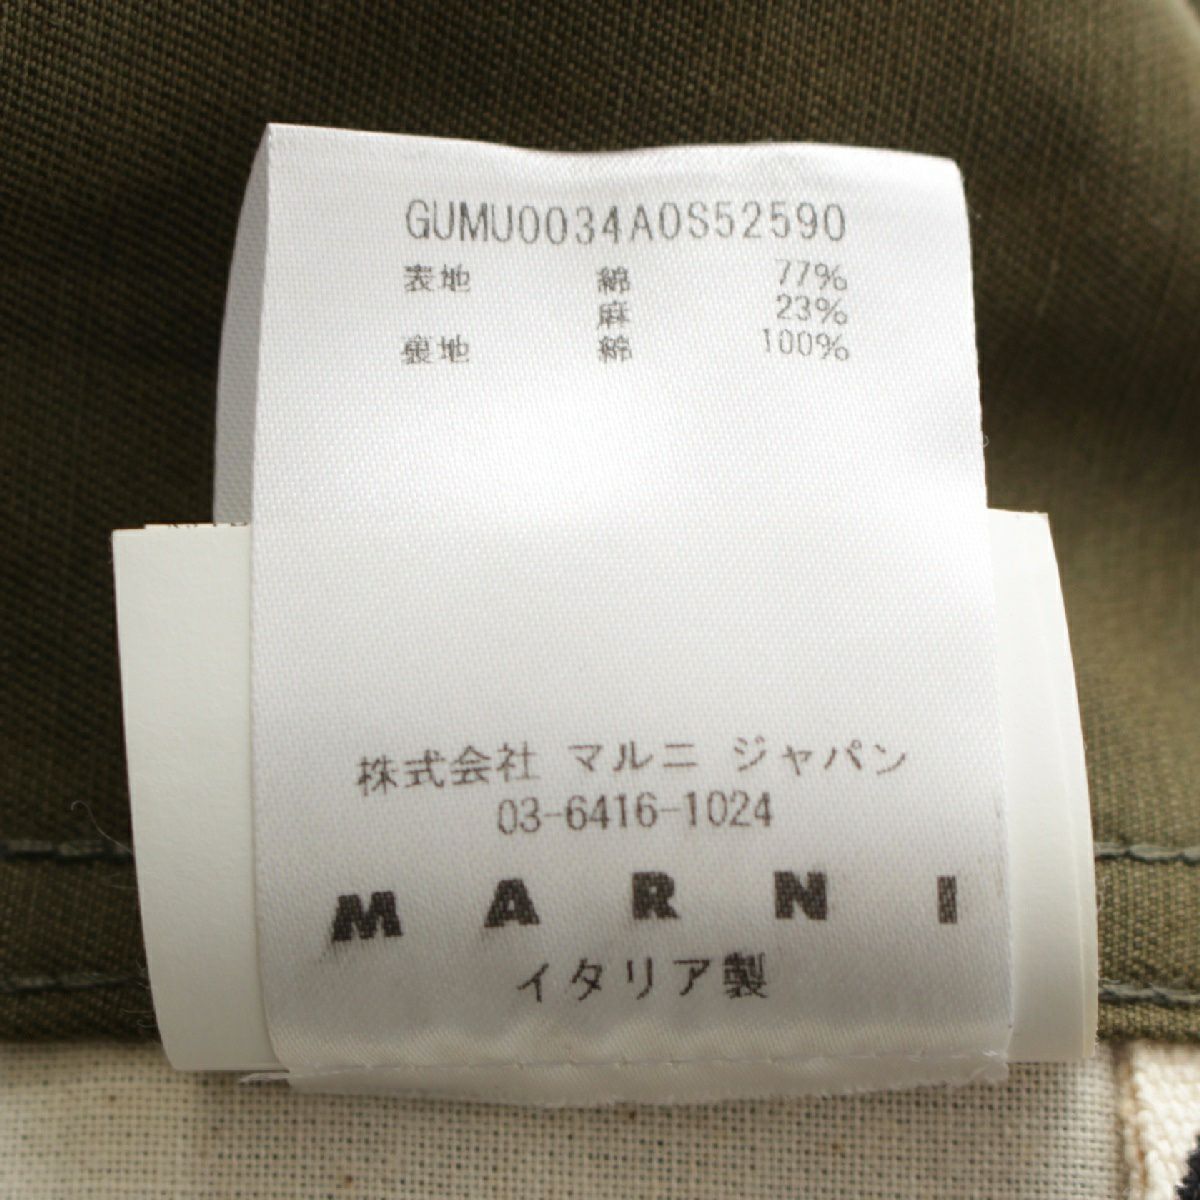 GUMU0034A0S52590
表地 綿 77%
麻 23%
裏地 綿 100%
株式会社 マルニ ジャパン
03-6416-1024
MARNI
イタリア製